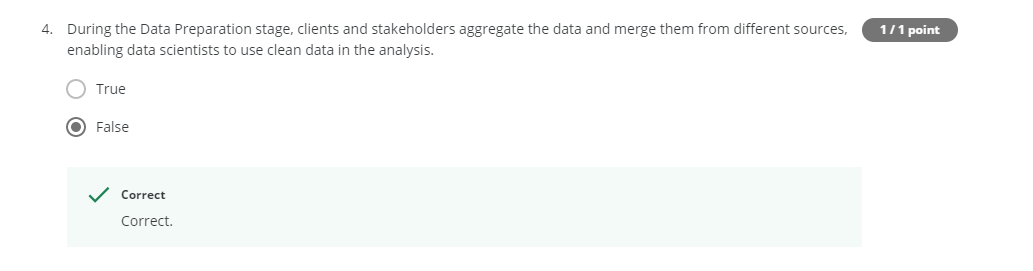 4. During the Data Preparation stage, clients and stakeholders aggregate the data and merge them from different sources,
1 / 1 point
enabling data scientists to use clean data in the analysis.
True
False
Correct
Correct.